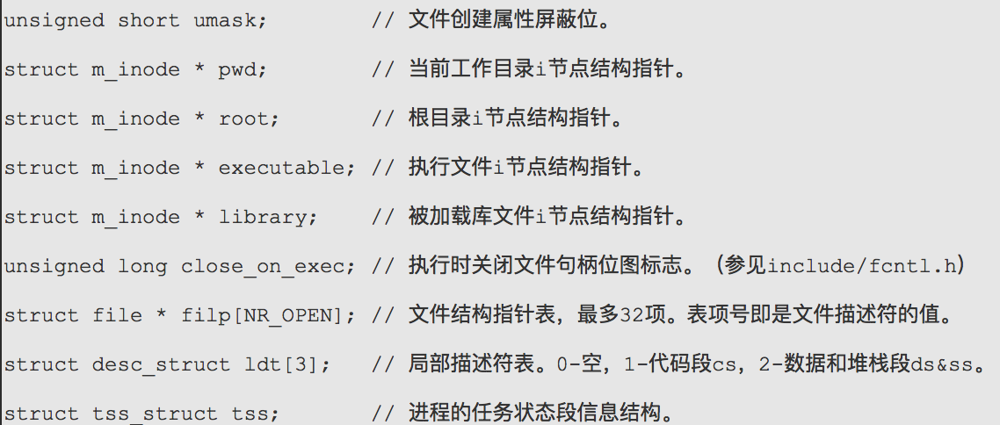 unsigned short umask; // 文件创建属性屏蔽位。
struct m_inode * pwd; // 当前工作目录i节点结构指针。
struct m_inode * root; // 根目录i节点结构指针。
struct m_inode * executable; // 执行文件i节点结构指针。
struct m_inode * library; // 被加载库文件i节点结构指针。
unsigned long close_on_exec; // 执行时关闭文件句柄位图标志。（参见include/fcntl.h）
struct file * filp[NR_OPEN]; // 文件结构指针表，最多32项。表项号即是文件描述符的值。
struct desc_struct ldt[3]; // 局部描述符表。0-空，1-代码段cs，2-数据和堆栈段ds&ss。
struct tss_struct tss; // 进程的任务状态段信息结构。